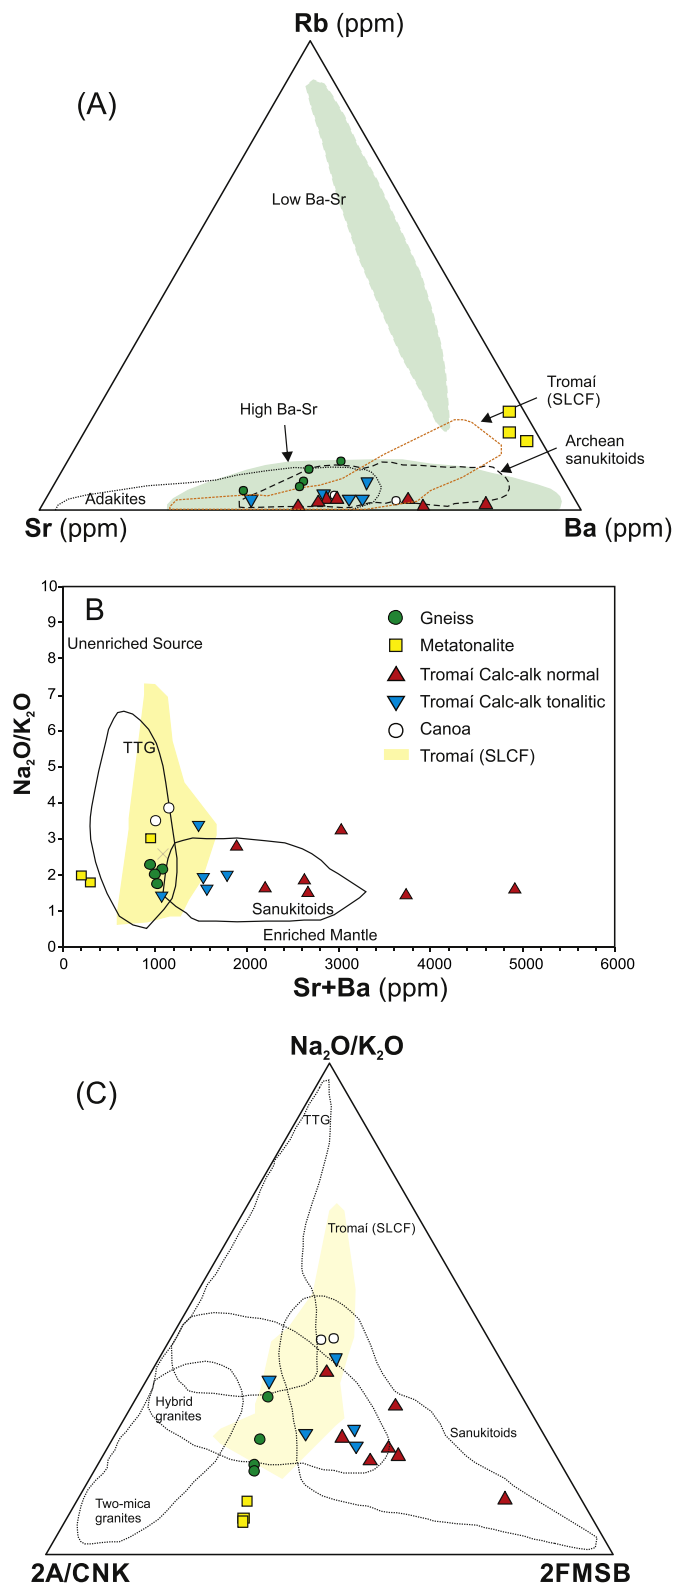 Rb (ppm)
(A)
Low Ba-Sr
Tromaí
(SLCF)
High Ba-Sr
Archean
sanukitoids
Adakites
Sr (ppm)
Ba (ppm)
10
9
8
7
6
5
4
3
2
1
0
Na₂O/K₂O
B
Unenriched Source
TTG
Gneiss
Metatonalite
Tromaí Calc-alk normal
Tromaí Calc-alk tonalitic
Canoa
Tromaí (SLCF)
Sanukitoids
Enriched Mantle
0 1000 2000 3000 4000 5000 6000
Sr+Ba (ppm)
Na₂O/K₂O
(C)
TTG
Tromaí (SLCF)
Hybrid
granites
Sanukitoids
Two-mica
granites
2A/CNK
2FMSB